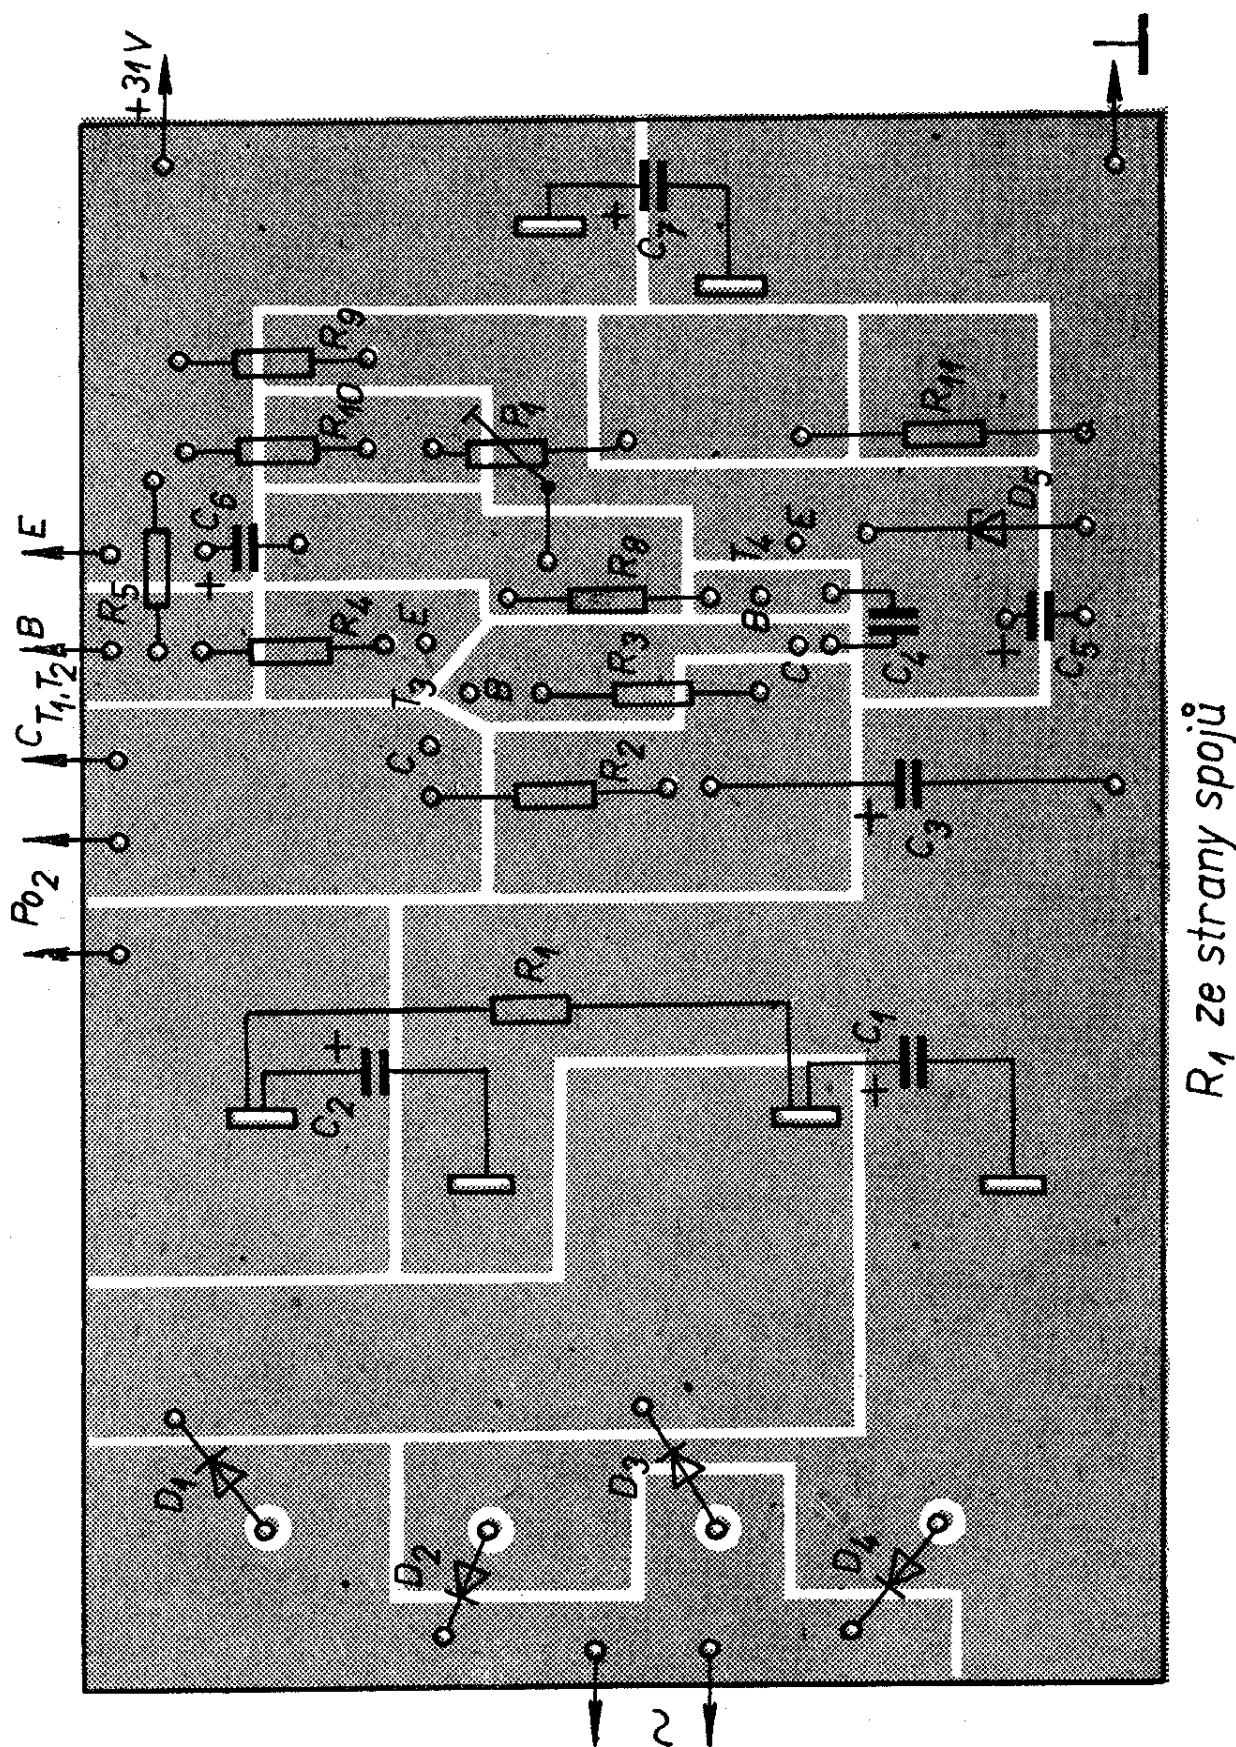 +31V
E
B
C
T1,T2
Po2
R5
C6
R4
R10
R9
P1
C7
E
T3
B
C
R8
R3
R2
T4
E
B
C
C4
D5
C5
R11
C3
R1
C2
C1
+
+
+
+
+
+
D1
D2
D3
D4
R1 ze strany spojů